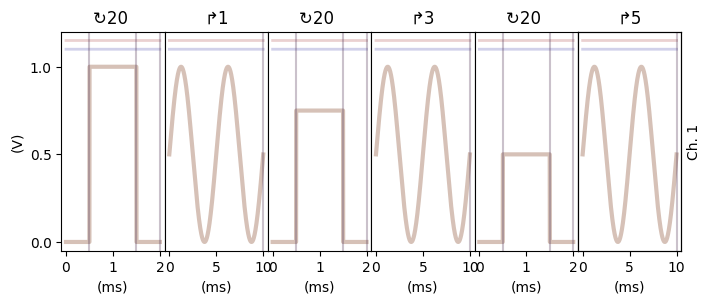 ↻20 ↱1 ↻20 ↱3 ↻20 ↱5
1.0
0.5
0.0
(V)
Ch. 1
0 1 2 0 5 10 0 1 2 0 5 10 0 1 2 0 5 10
(ms) (ms) (ms) (ms) (ms) (ms)